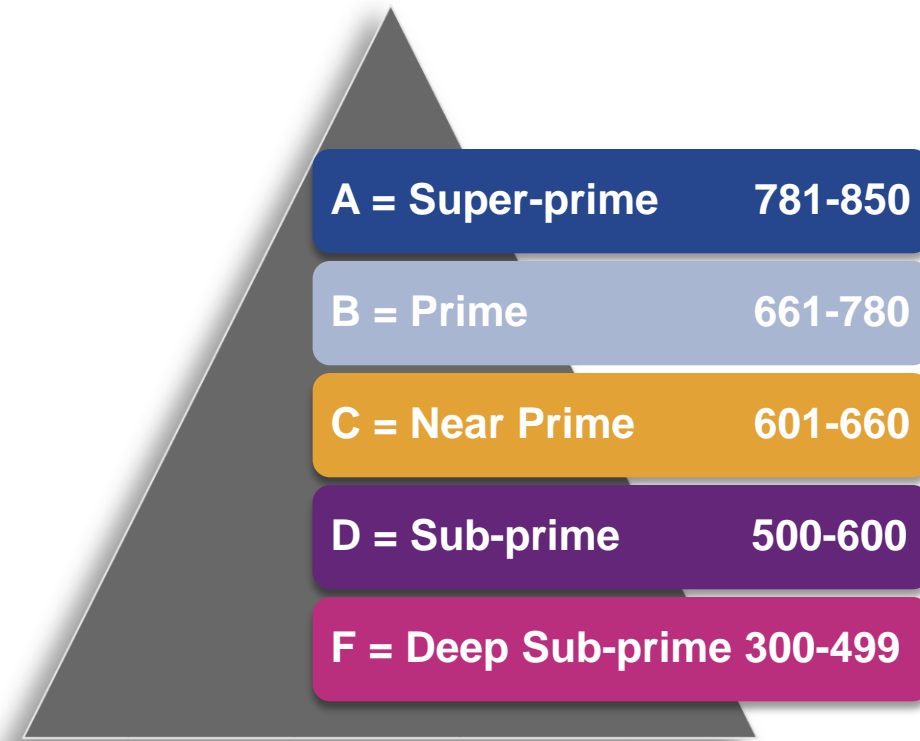 A = Super-prime 781-850
B = Prime 661-780
C = Near Prime 601-660
D = Sub-prime 500-600
F = Deep Sub-prime 300-499